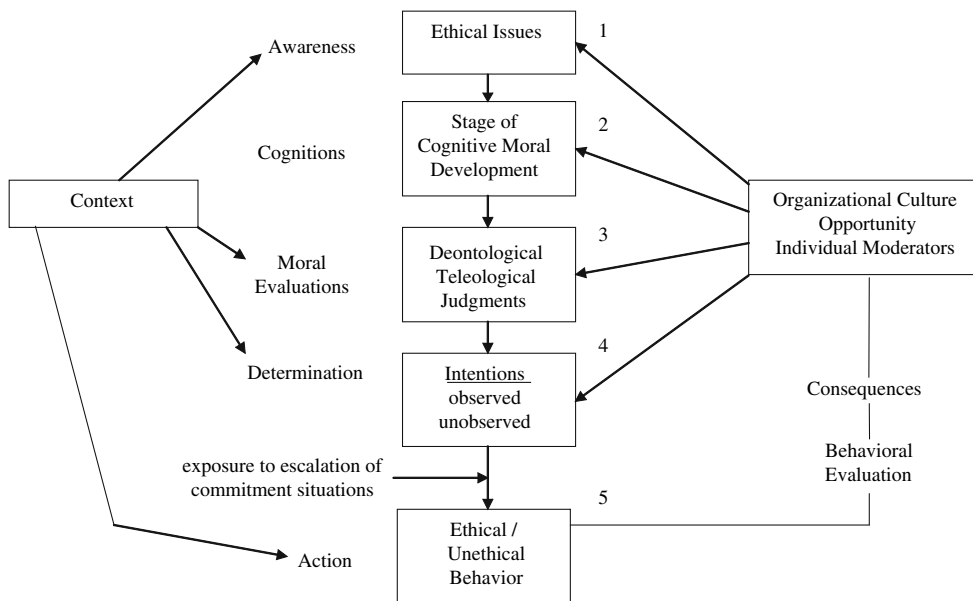 Ethical Issues
1
Awareness
Stage of
Cognitive Moral
Development
2
Cognitions
Context
Organizational Culture
Opportunity
Individual Moderators
Deontological
Teleological
Judgments
3
Moral
Evaluations
Determination
Intentions
observed
unobserved
4
Consequences
Behavioral
Evaluation
exposure to escalation of
commitment situations
5
Ethical /
Unethical
Behavior
Action